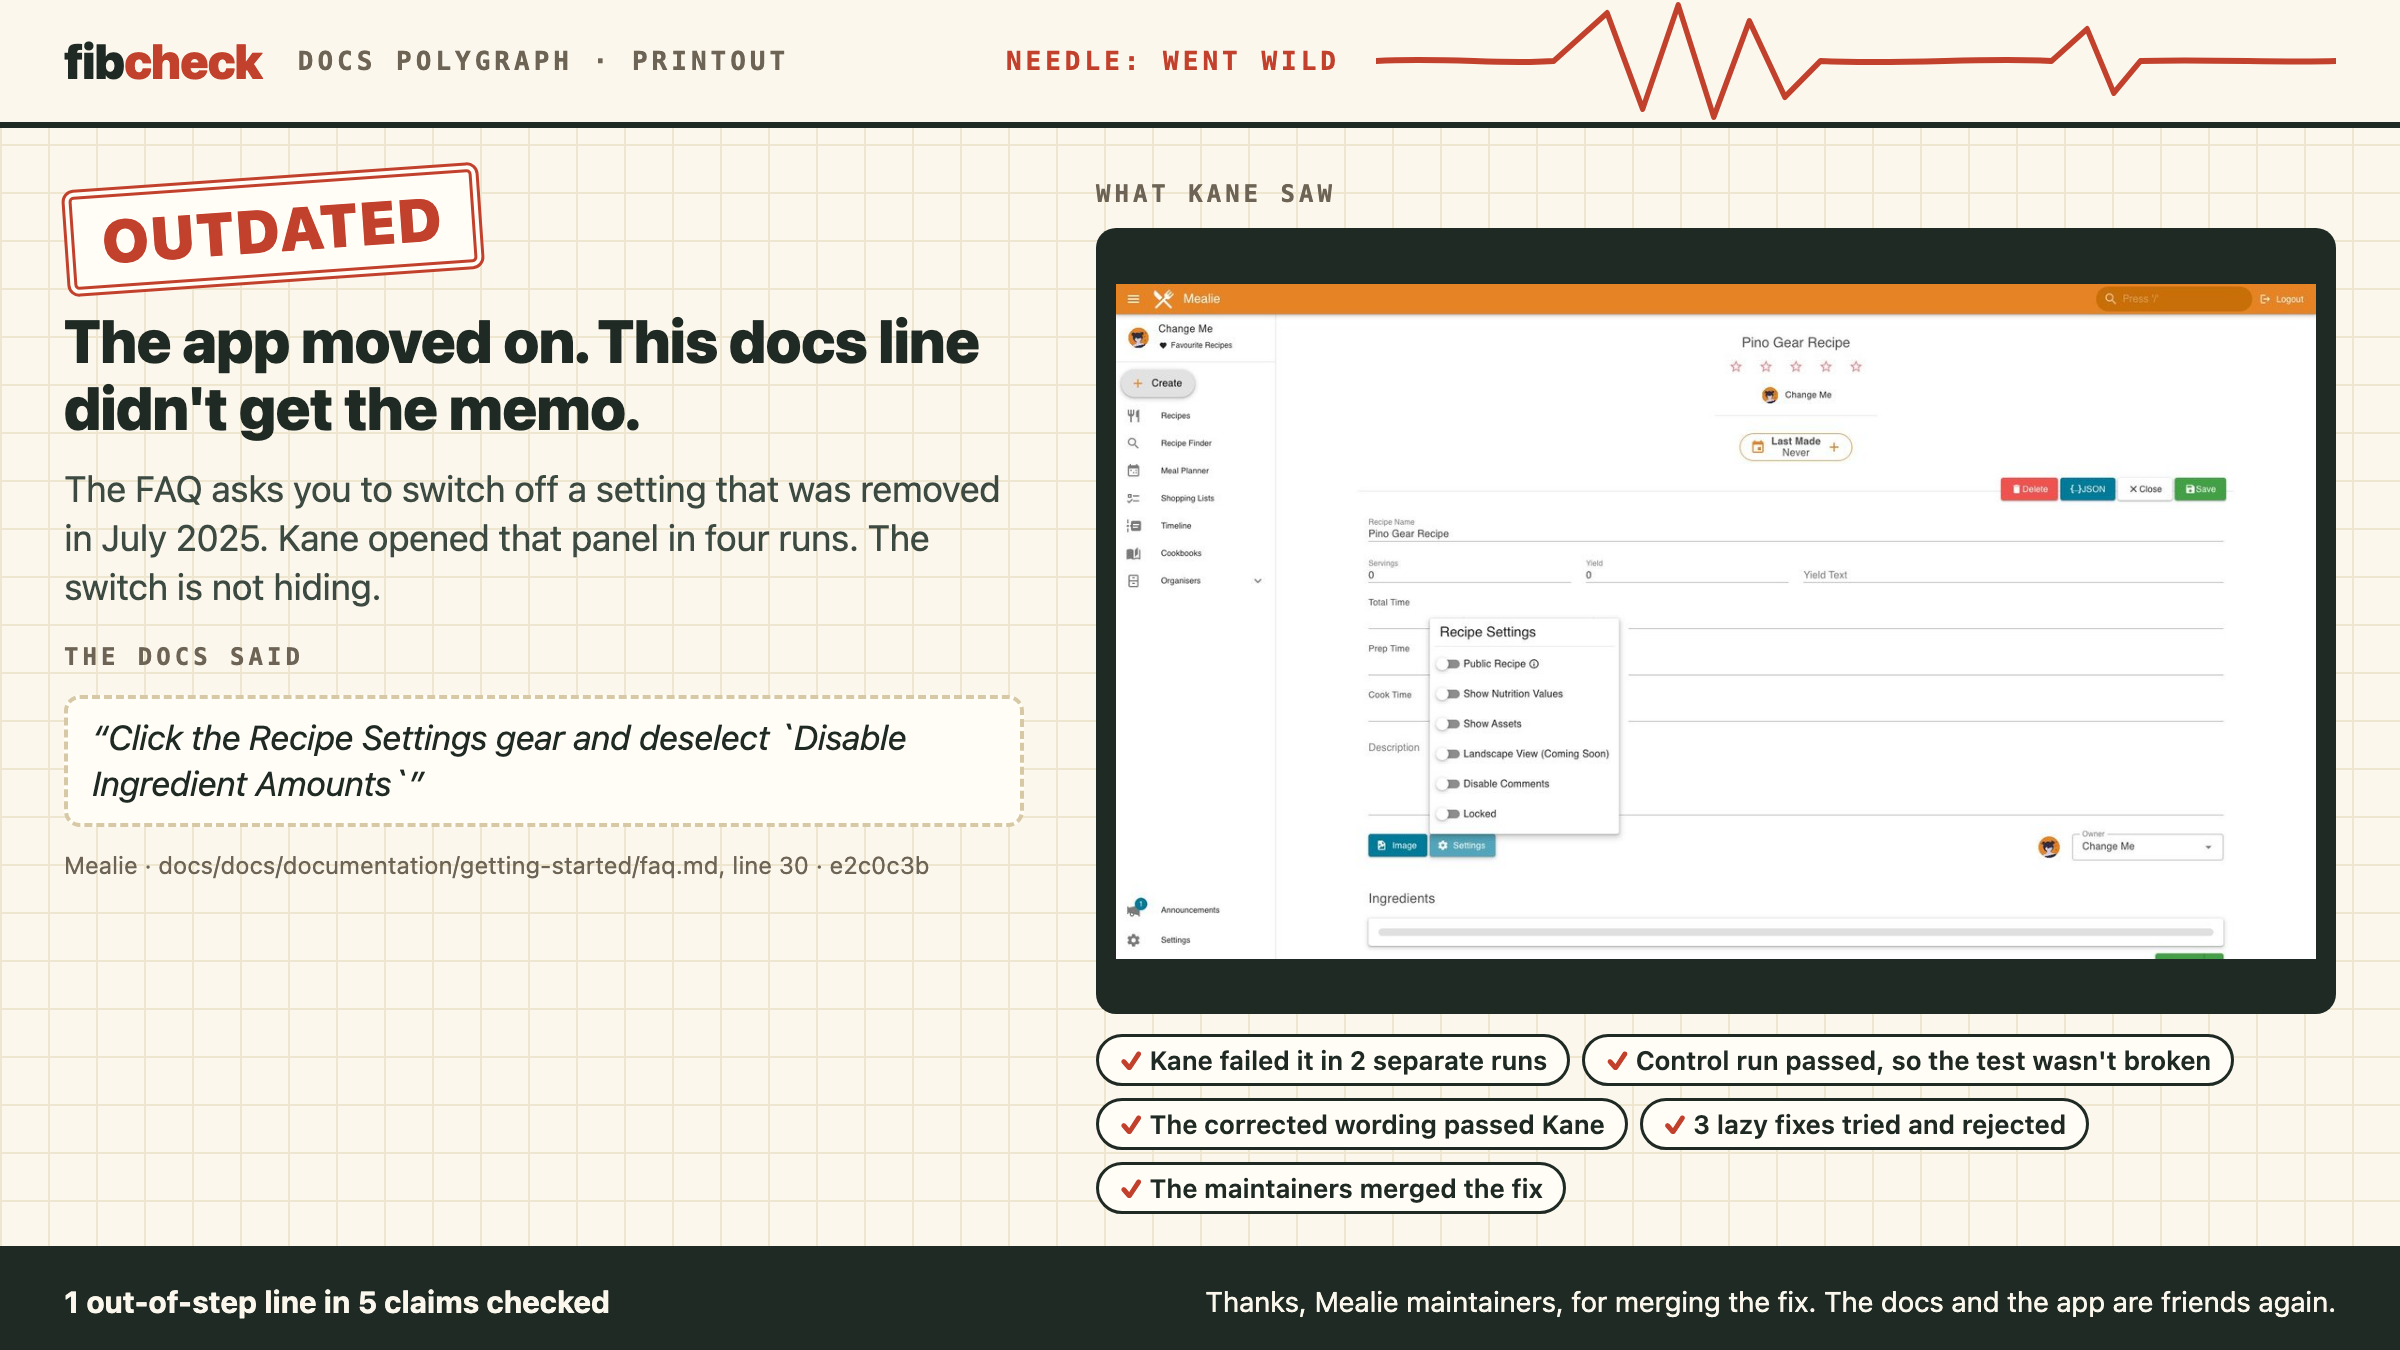 fibcheck DOCS POLYGRAPH · PRINTOUT
NEEDLE: WENT WILD
OUTDATED
The app moved on. This docs line
didn't get the memo.
The FAQ asks you to switch off a setting that was removed
in July 2025. Kane opened that panel in four runs. The
switch is not hiding.
THE DOCS SAID
“Click the Recipe Settings gear and deselect `Disable
Ingredient Amounts`”
Mealie · docs/docs/documentation/getting-started/faq.md, line 30 · e2c0c3b
WHAT KANE SAW
Mealie
Press '/'
Logout
Change Me
Favourite Recipes
Create
Recipes
Recipe Finder
Meal Planner
Shopping Lists
Timeline
Cookbooks
Organisers
Announcements
1
Settings
Pino Gear Recipe
Change Me
Last Made
Never
Delete
{..}JSON
Close
Save
Recipe Name
Pino Gear Recipe
Servings
0
Yield
0
Yield Text
Total Time
Prep Time
Cook Time
Description
Recipe Settings
Public Recipe
Show Nutrition Values
Show Assets
Landscape View (Coming Soon)
Disable Comments
Locked
Image
Settings
Owner
Change Me
Ingredients
✓ Kane failed it in 2 separate runs
✓ Control run passed, so the test wasn't broken
✓ The corrected wording passed Kane
✓ 3 lazy fixes tried and rejected
✓ The maintainers merged the fix
1 out-of-step line in 5 claims checked
Thanks, Mealie maintainers, for merging the fix. The docs and the app are friends again.